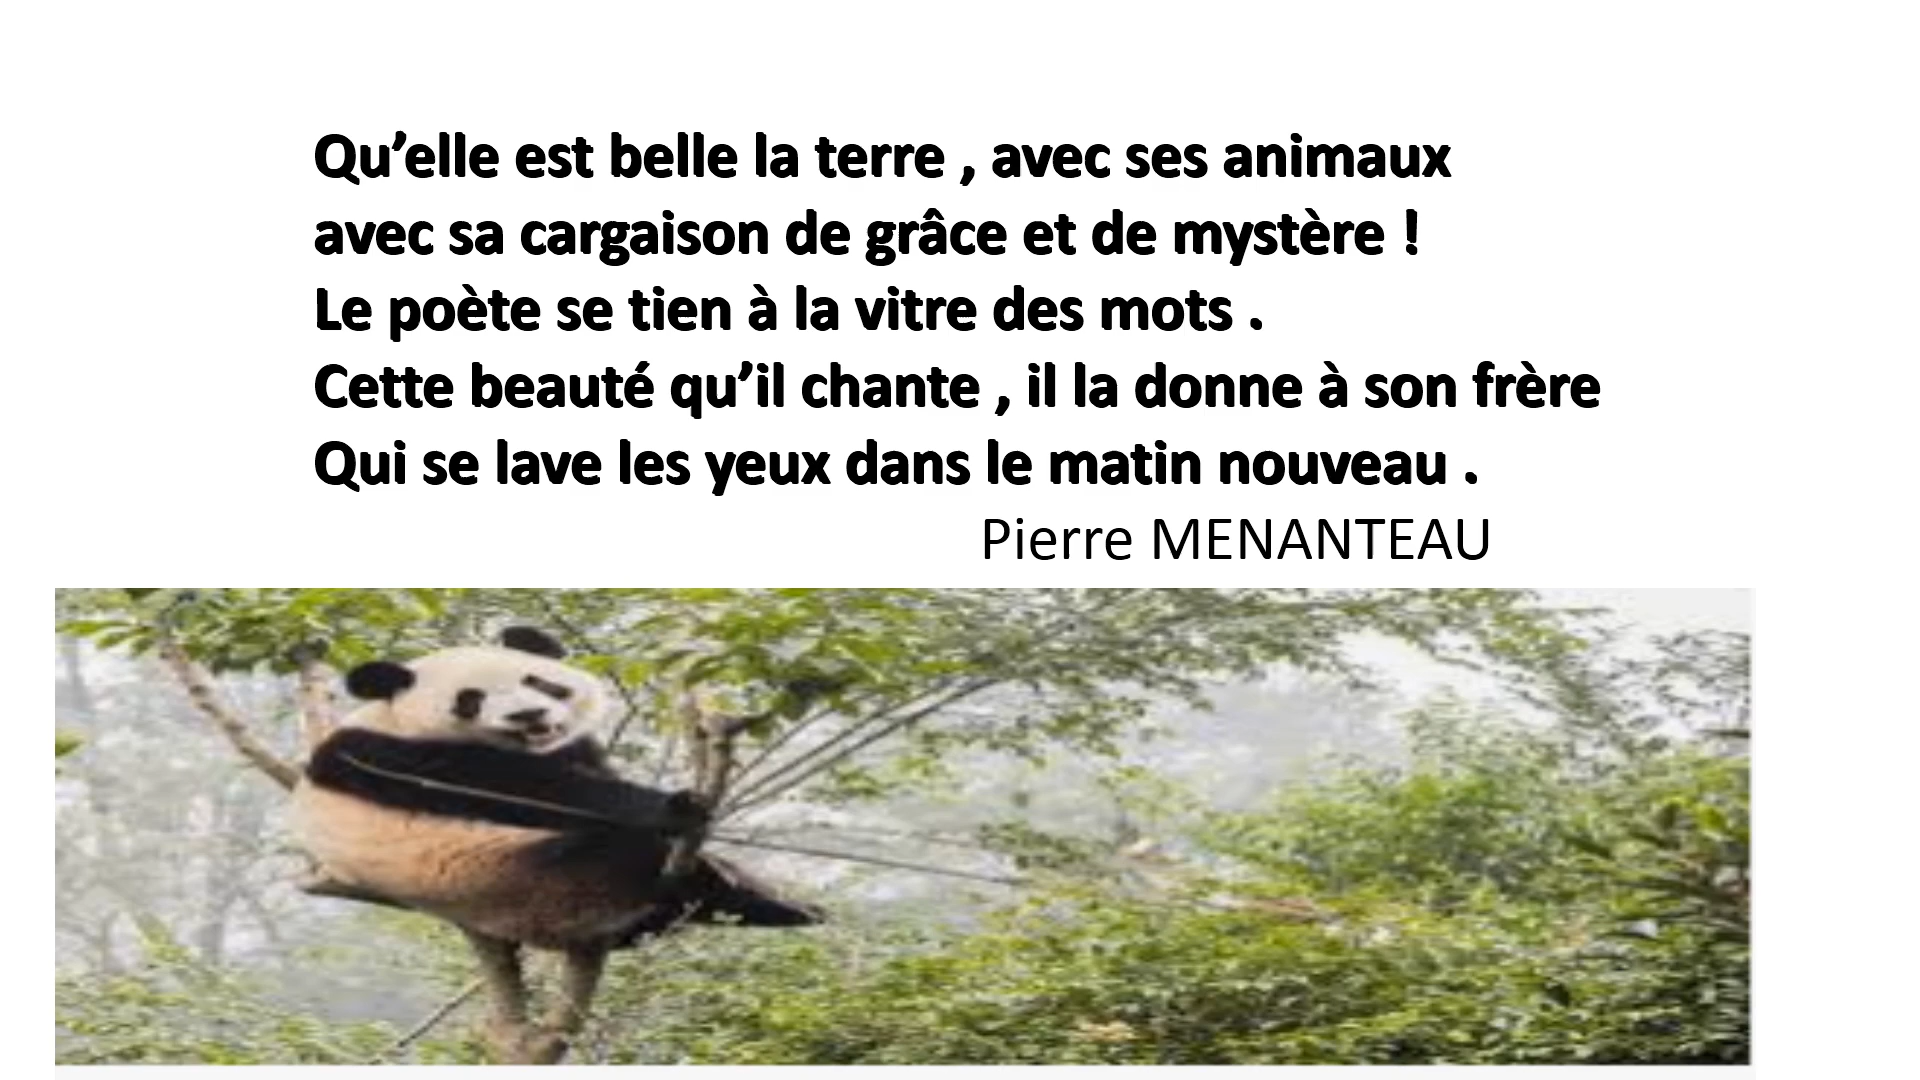 Qu’elle est belle la terre , avec ses animaux
avec sa cargaison de grâce et de mystère !
Le poète se tien à la vitre des mots .
Cette beauté qu’il chante , il la donne à son frère
Qui se lave les yeux dans le matin nouveau .
Pierre MENANTEAU